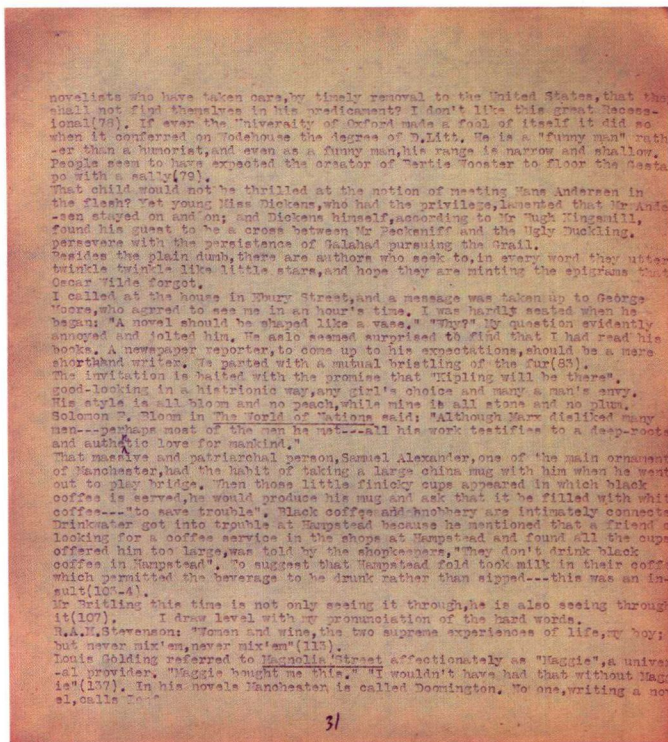 novelists who have taken care,by timely removal to the United States,that the
shall not find themselves in his predicament? I don't like this great Recess-
ional(78). If ever the University of Oxford made a fool of itself it did so
when it conferred on Wodehouse the degree of D.Litt. He is a "funny man" rath
-er than a humorist,and even as a funny man,his range is narrow and shallow.
People seem to have expected the creator of Bertie Wooster to floor the Gesta
po with a sally(79).
What child would not be thrilled at the notion of meeting Hans Andersen in
the flesh? Yet young Miss Dickens,who had the privilege,lamented that Mr Ande
-sen stayed on and on; and Dickens himself,according to Mr Hugh Kingsmill,
found his guest to be a cross between Mr Pecksniff and the Ugly Duckling.
persevere with the persistence of Galahad pursuing the Grail.
Besides the plain dumb,there are authors who seek to,in every word they utter
twinkle twinkle like little stars,and hope they are minting the epigrams that
Oscar Wilde forgot.
I called at the house in Ebury Street,and a message was taken up to George
Moore,who agrred to see me in an hour's time. I was hardly seated when he
began: "A novel should be shaped like a vase." "Why?" My question evidently
annoyed and jolted him. He aslo seemed surprised to find that I had read his
books. A newspaper reporter,to come up to his expectations,should be a mere
shorthand writer. We parted with a mutual bristling of the fur(83).
The invitation is baited with the promise that "Kipling will be there".
good-looking in a histrionic way,any girl's choice and many a man's envy.
His style is all bloom and no peach,while mine is all stone and no plum.
Solomon F. Bloom in The World of Nations said: "Although Marx disliked many
men---perhaps most of the men he met---all his work testifies to a deep-roote
and authetic love for mankind."
That massive and patriarchal person,Samuel Alexander,one of the main ornament
of Manchester,had the habit of taking a large china mug with him when he went
out to play bridge. When those little finicky cups appeared in which black
coffee is served,he would produce his mug and ask that it be filled with whit
coffee---"to save trouble". Black coffee and snobbery are intimately connecte
Drinkwater got into trouble at Hampstead because he mentioned that a friend
looking for a coffee service in the shops at Hampstead and found all the cups
offered him too large,was told by the shopkeepers,"They don't drink black
coffee in Hampstead". To suggest that Hampstead fold took milk in their coffe
which permitted the beverage to be drunk rather than sipped---this was an in-
sult(103-4).
Mr Britling this time is not only seeing it through,he is also seeing through
it(107). I draw level with my pronunciation of the hard words.
R.A.M.Stevenson: "Women and wine,the two supreme experiences of life,my boy;
but never mix'em,never mix'em"(113).
Louis Golding referred to Magnolia Street affectionately as "Maggie",a univer
-al provider. "Maggie bought me this." "I wouldn't have had that without Magg
ie"(137). In his novels Manchester is called Doomington. No one,writing a nov
el,calls
31